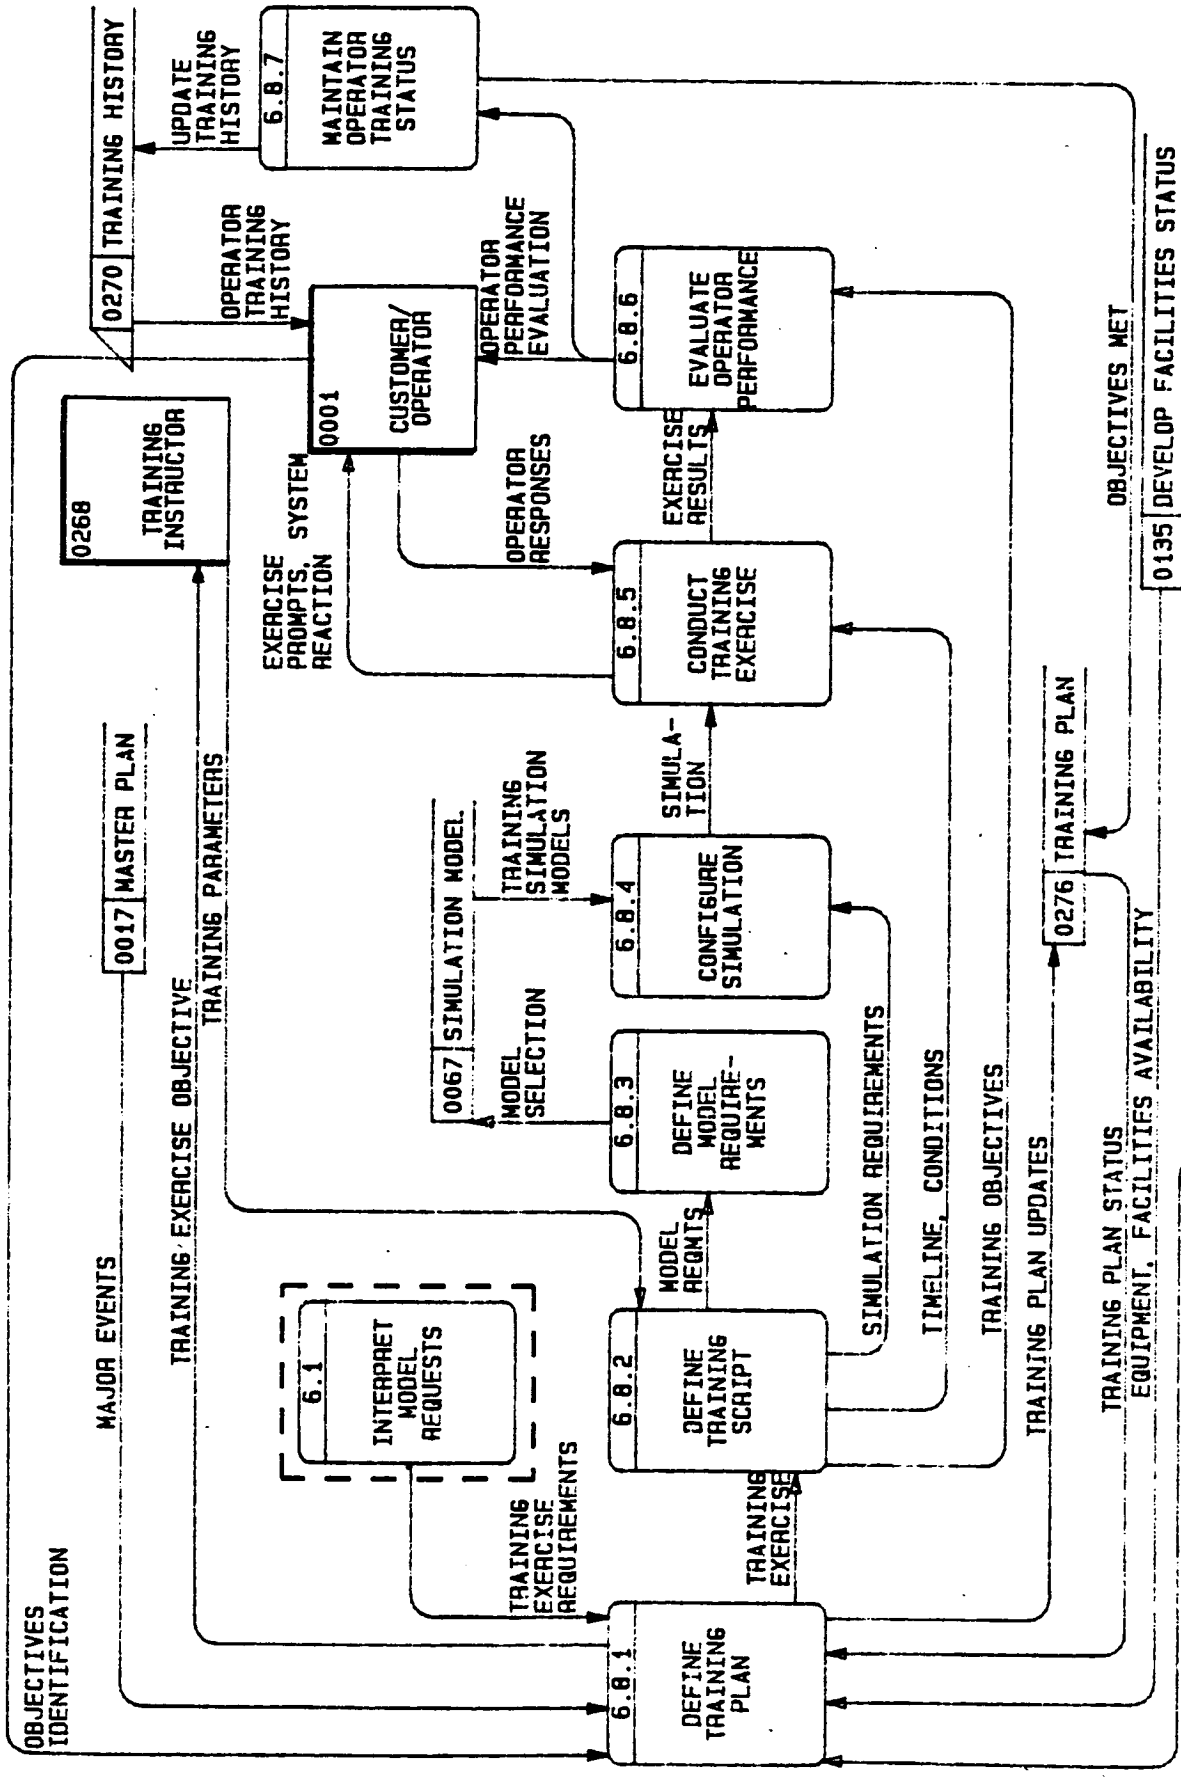 OBJECTIVES
IDENTIFICATION
MAJOR EVENTS
0017 MASTER PLAN
TRAINING EXERCISE OBJECTIVE
TRAINING PARAMETERS
0268
TRAINING
INSTRUCTOR
0270 TRAINING HISTORY
UPDATE
TRAINING
HISTORY
OPERATOR
TRAINING
HISTORY
6.8.7
MAINTAIN
OPERATOR
TRAINING
STATUS
6.1
INTERPRET
MODEL
REQUESTS
TRAINING
EXERCISE
REQUIREMENTS
0067 SIMULATION MODEL
MODEL
SELECTION
TRAINING
SIMULATION
MODELS
EXERCISE
PROMPTS, SYSTEM
REACTION
0001
CUSTOMER/
OPERATOR
OPERATOR
RESPONSES
OPERATOR
PERFORMANCE
EVALUATION
6.8.1
DEFINE
TRAINING
PLAN
TRAINING
EXERCISE
6.8.2
DEFINE
TRAINING
SCRIPT
MODEL
REQMTS
6.8.3
DEFINE
MODEL
REQUIRE-
MENTS
6.8.4
CONFIGURE
SIMULATION
SIMULA-
TION
6.8.5
CONDUCT
TRAINING
EXERCISE
EXERCISE
RESULTS
6.8.6
EVALUATE
OPERATOR
PERFORMANCE
SIMULATION REQUIREMENTS
TIMELINE, CONDITIONS
TRAINING OBJECTIVES
TRAINING PLAN UPDATES
0276 TRAINING PLAN
OBJECTIVES MET
TRAINING PLAN STATUS
EQUIPMENT, FACILITIES AVAILABILITY
0135 DEVELOP FACILITIES STATUS